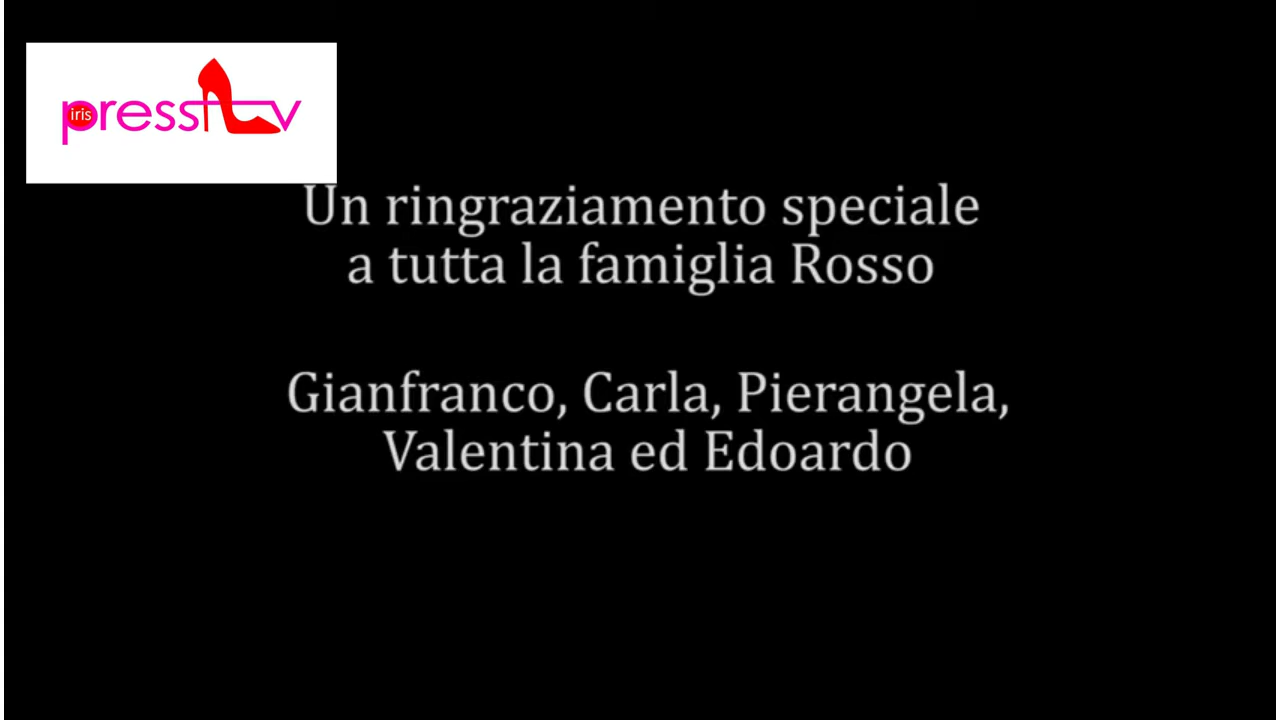 iris
press tv
Un ringraziamento speciale
a tutta la famiglia Rosso
Gianfranco, Carla, Pierangela,
Valentina ed Edoardo